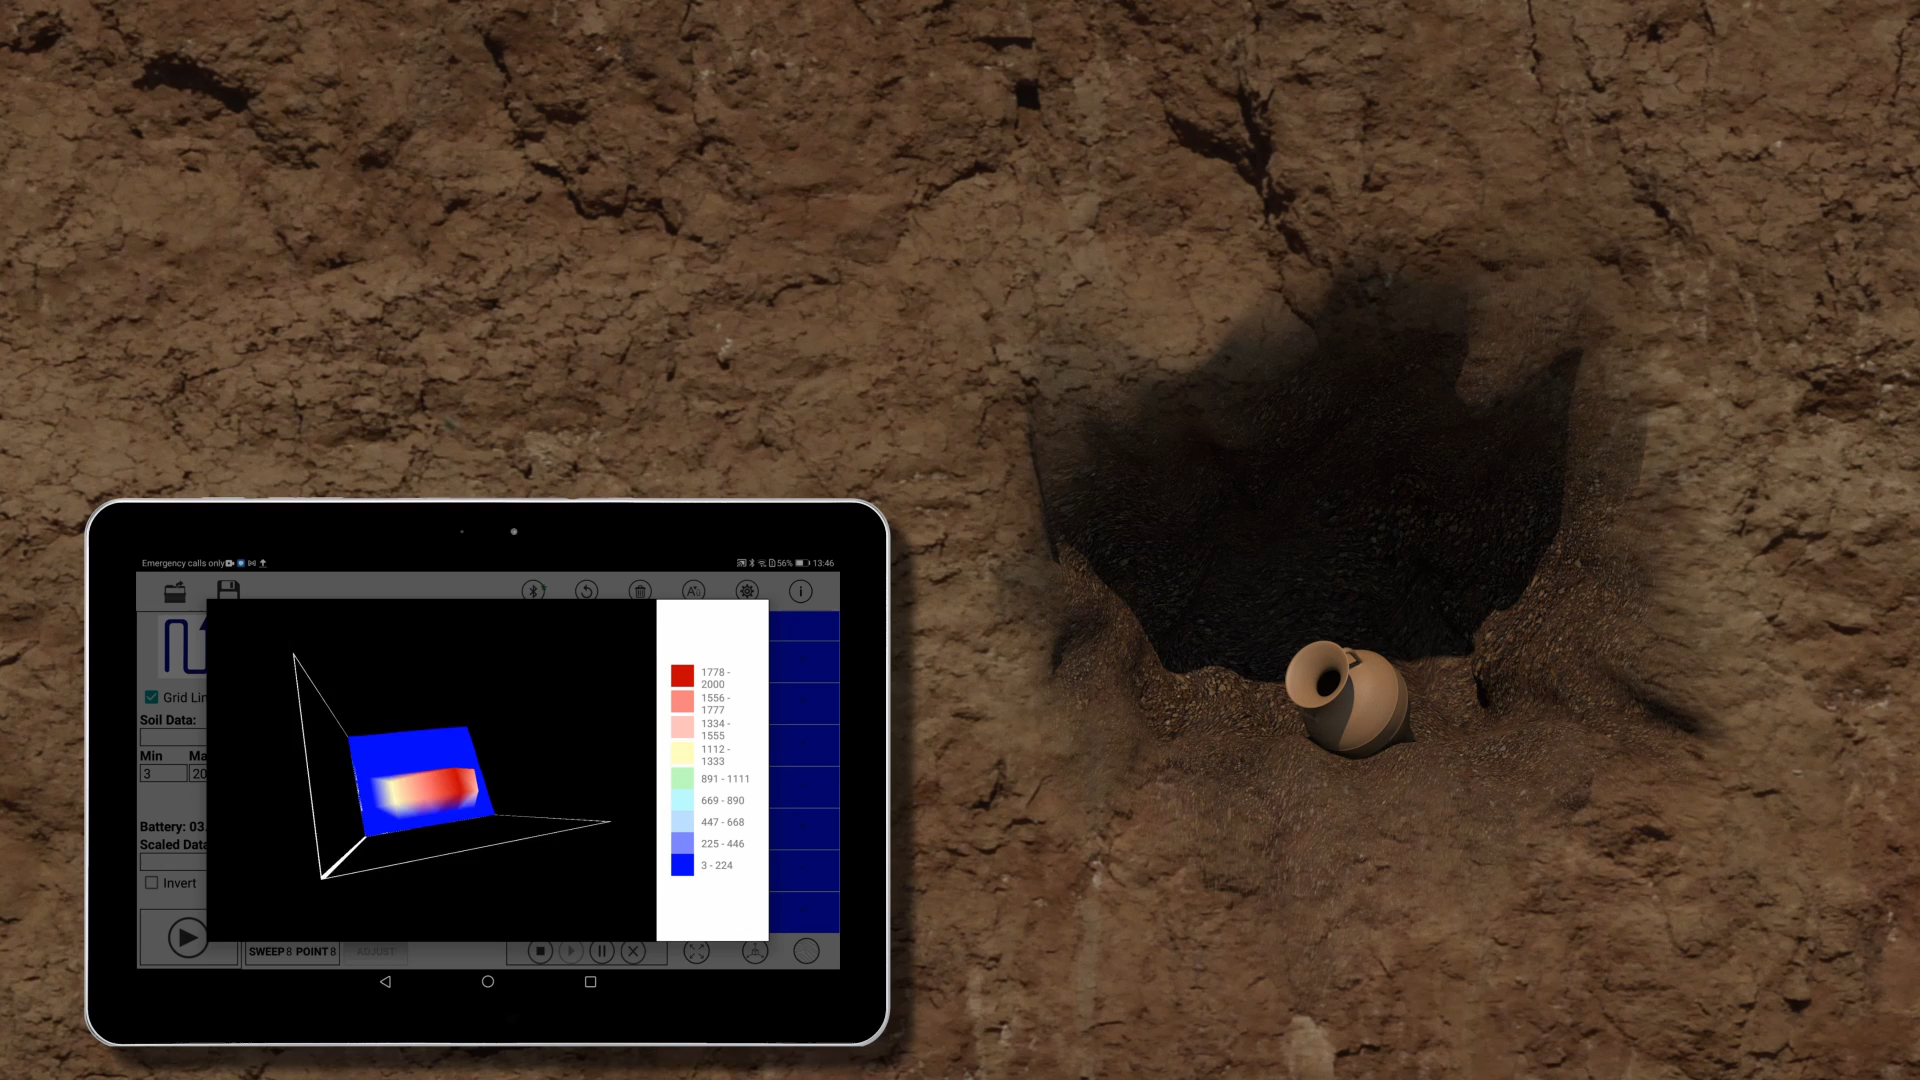 Emergency calls only
56% 13:46
Grid Lin
Soil Data:
Min Ma
3 20
Battery: 03.
Scaled Data
Invert
SWEEP 8 POINT 8
ADJUST
1778 -
2000
1556 -
1777
1334 -
1555
1112 -
1333
891 - 1111
669 - 890
447 - 668
225 - 446
3 - 224